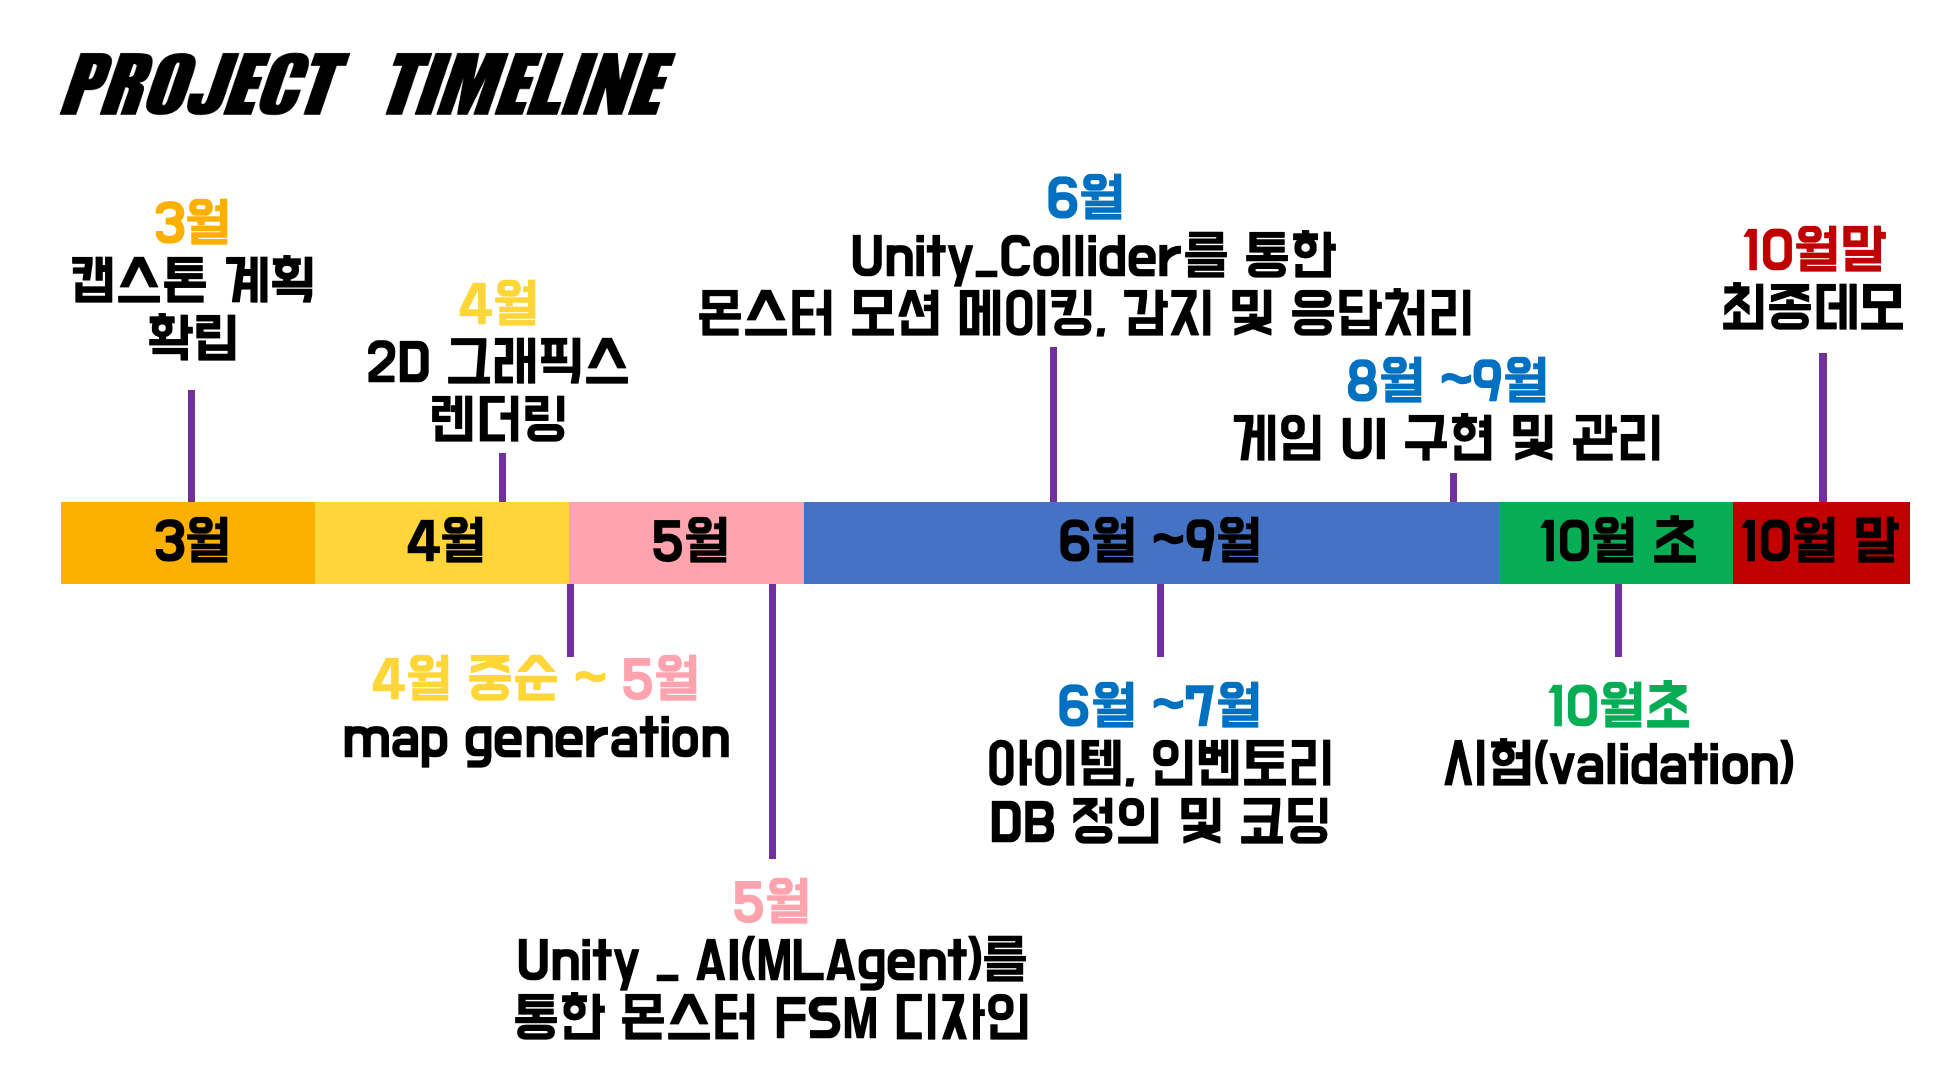 PROJECT TIMELINE
3월
캡스톤 계획
확립
4월
2D 그래픽스
렌더링
6월
Unity_Collider를 통한
몬스터 모션 메이킹, 감지 및 응답처리
8월 ~9월
게임 UI 구현 및 관리
10월말
최종데모
3월
4월
5월
6월 ~9월
10월 초
10월 말
4월 중순 ~ 5월
map generation
5월
Unity _ AI(MLAgent)를
통한 몬스터 FSM 디자인
6월 ~7월
아이템, 인벤토리
DB 정의 및 코딩
10월초
시험(validation)